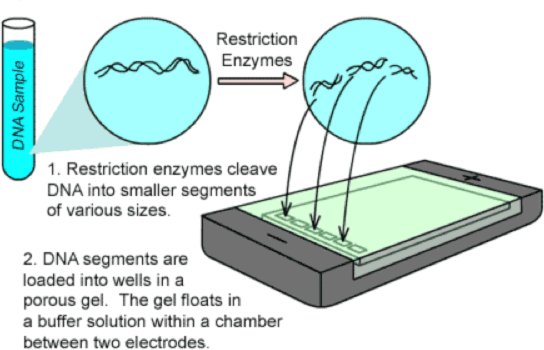 DNA Sample
Restriction
Enzymes
1. Restriction enzymes cleave
DNA into smaller segments
of various sizes.
+
−
2. DNA segments are
loaded into wells in a
porous gel.  The gel floats in
a buffer solution within a chamber
between two electrodes.